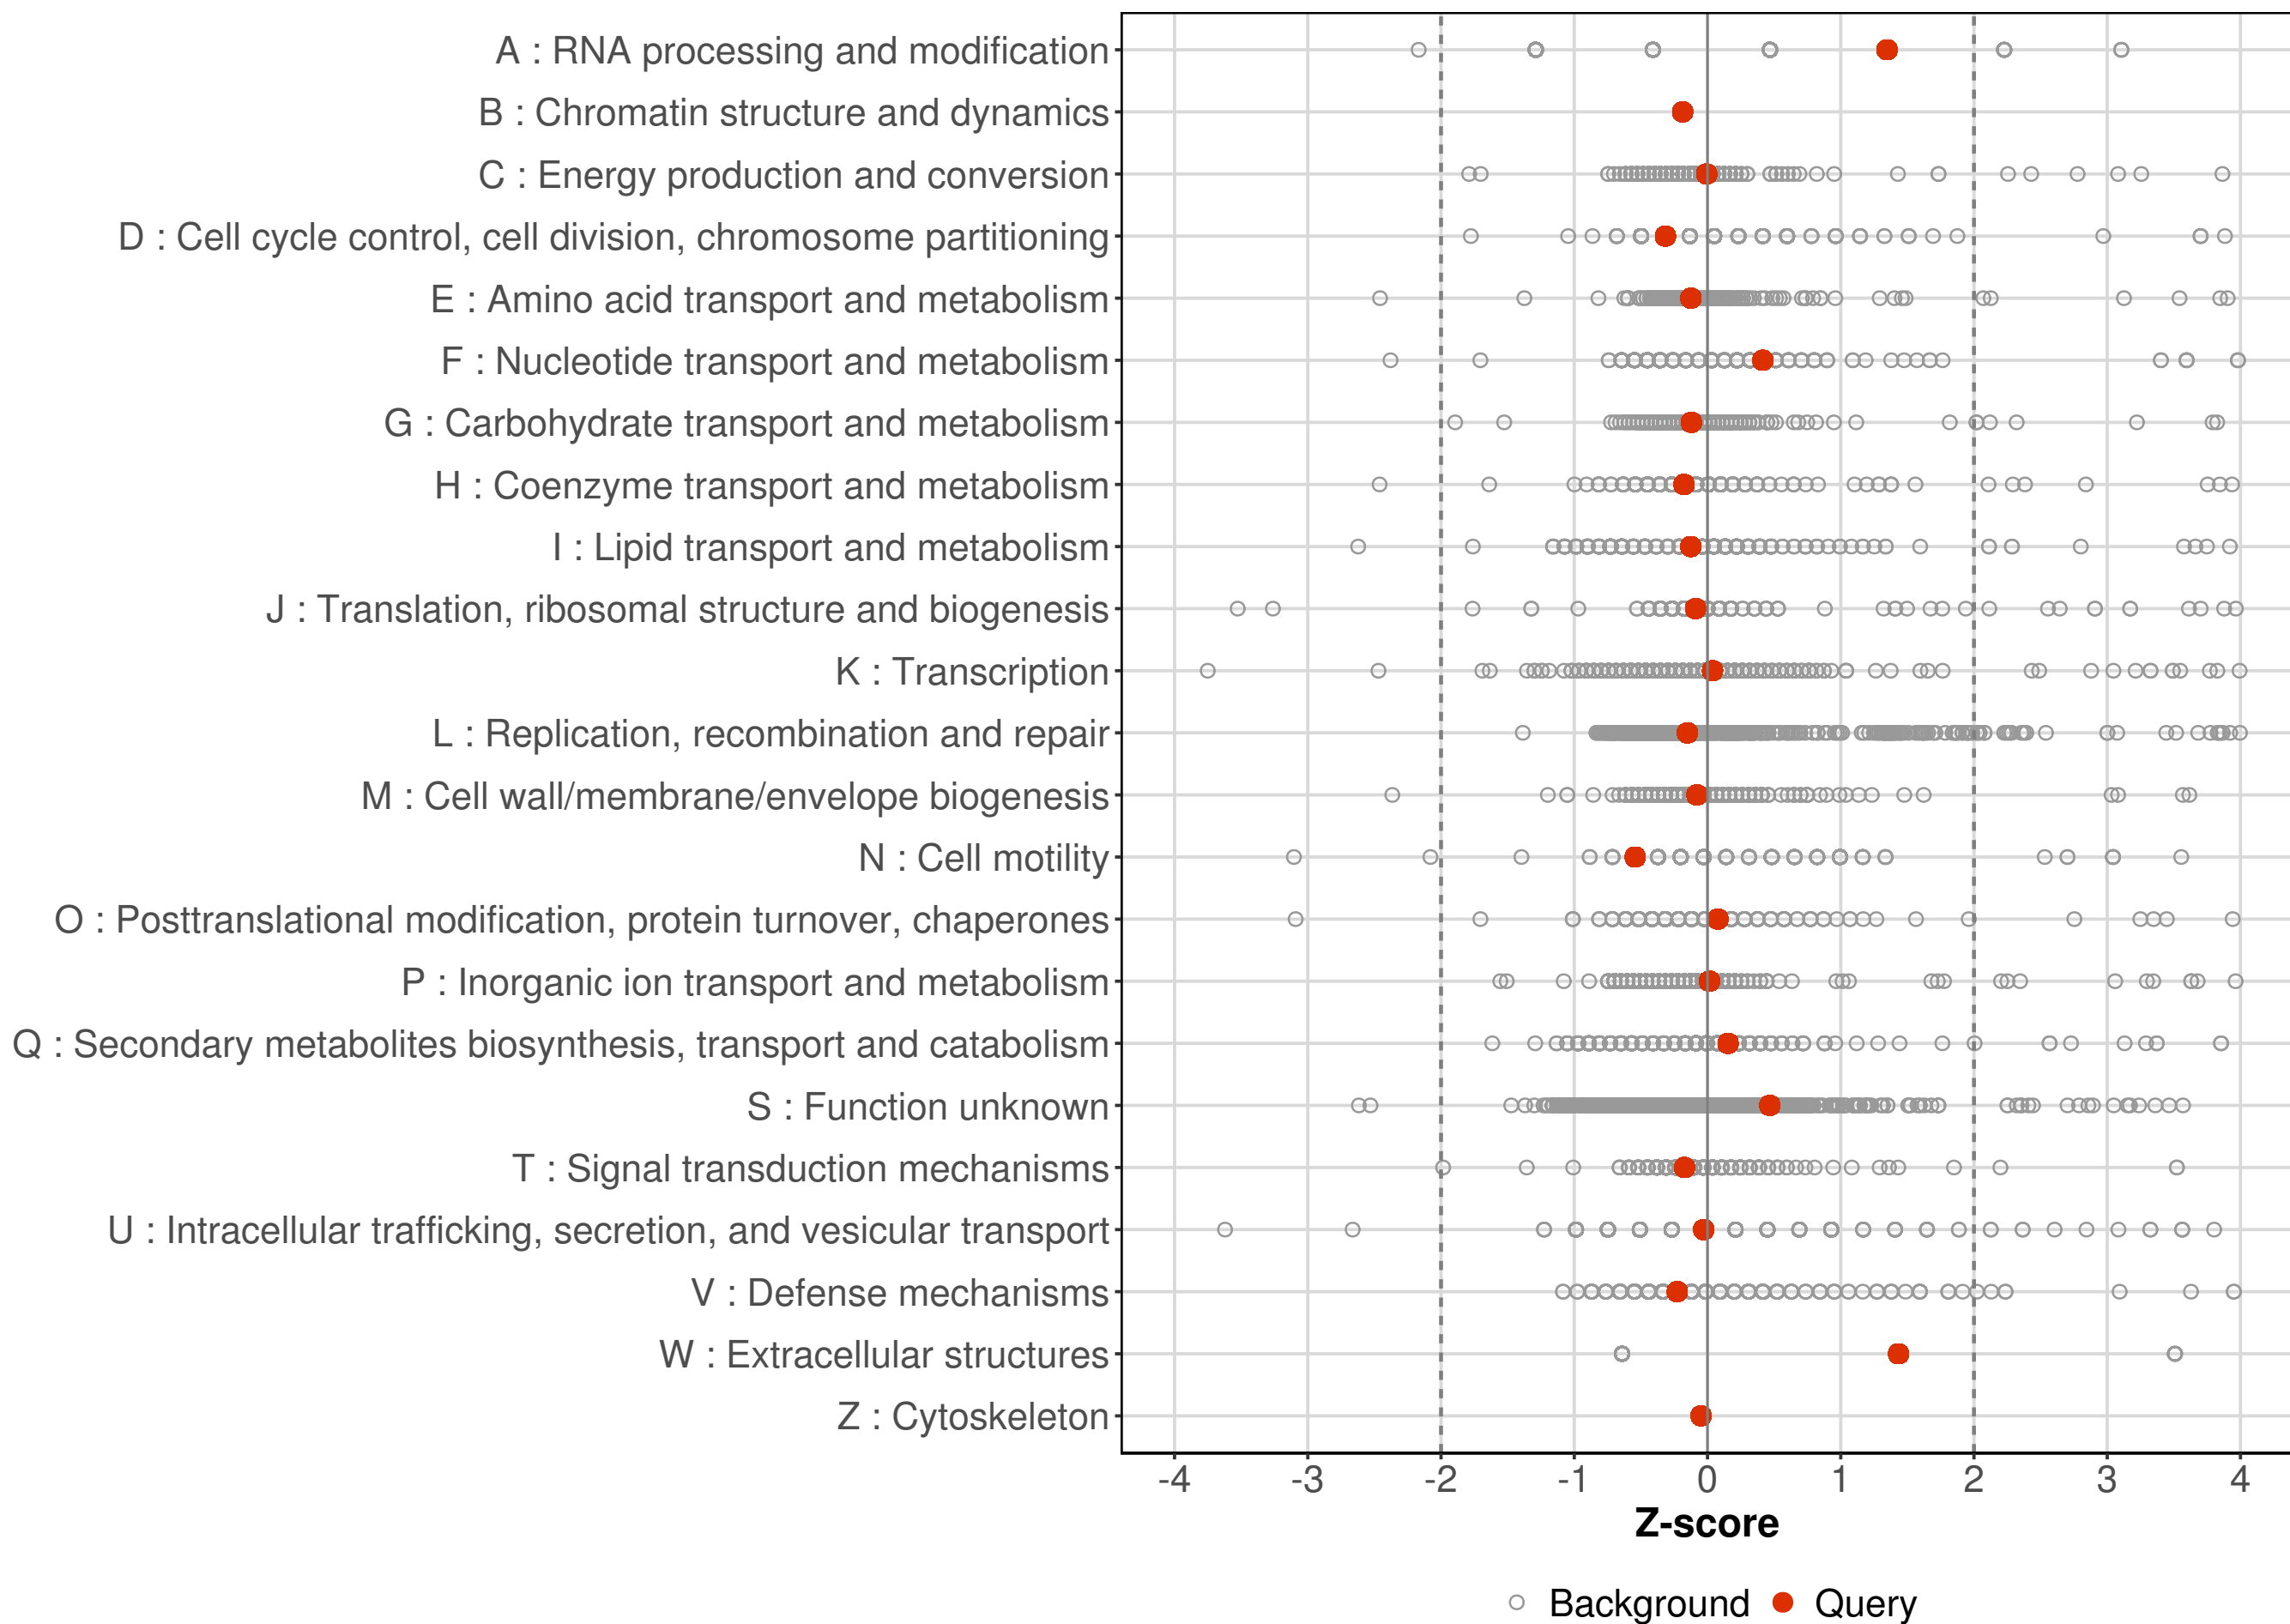 A : RNA processing and modification
B : Chromatin structure and dynamics
C : Energy production and conversion
D : Cell cycle control, cell division, chromosome partitioning
E : Amino acid transport and metabolism
F : Nucleotide transport and metabolism
G : Carbohydrate transport and metabolism
H : Coenzyme transport and metabolism
I : Lipid transport and metabolism
J : Translation, ribosomal structure and biogenesis
K : Transcription
L : Replication, recombination and repair
M : Cell wall/membrane/envelope biogenesis
N : Cell motility
O : Posttranslational modification, protein turnover, chaperones
P : Inorganic ion transport and metabolism
Q : Secondary metabolites biosynthesis, transport and catabolism
S : Function unknown
T : Signal transduction mechanisms
U : Intracellular trafficking, secretion, and vesicular transport
V : Defense mechanisms
W : Extracellular structures
Z : Cytoskeleton
-4 -3 -2 -1 0 1 2 3 4
Z-score
Background Query